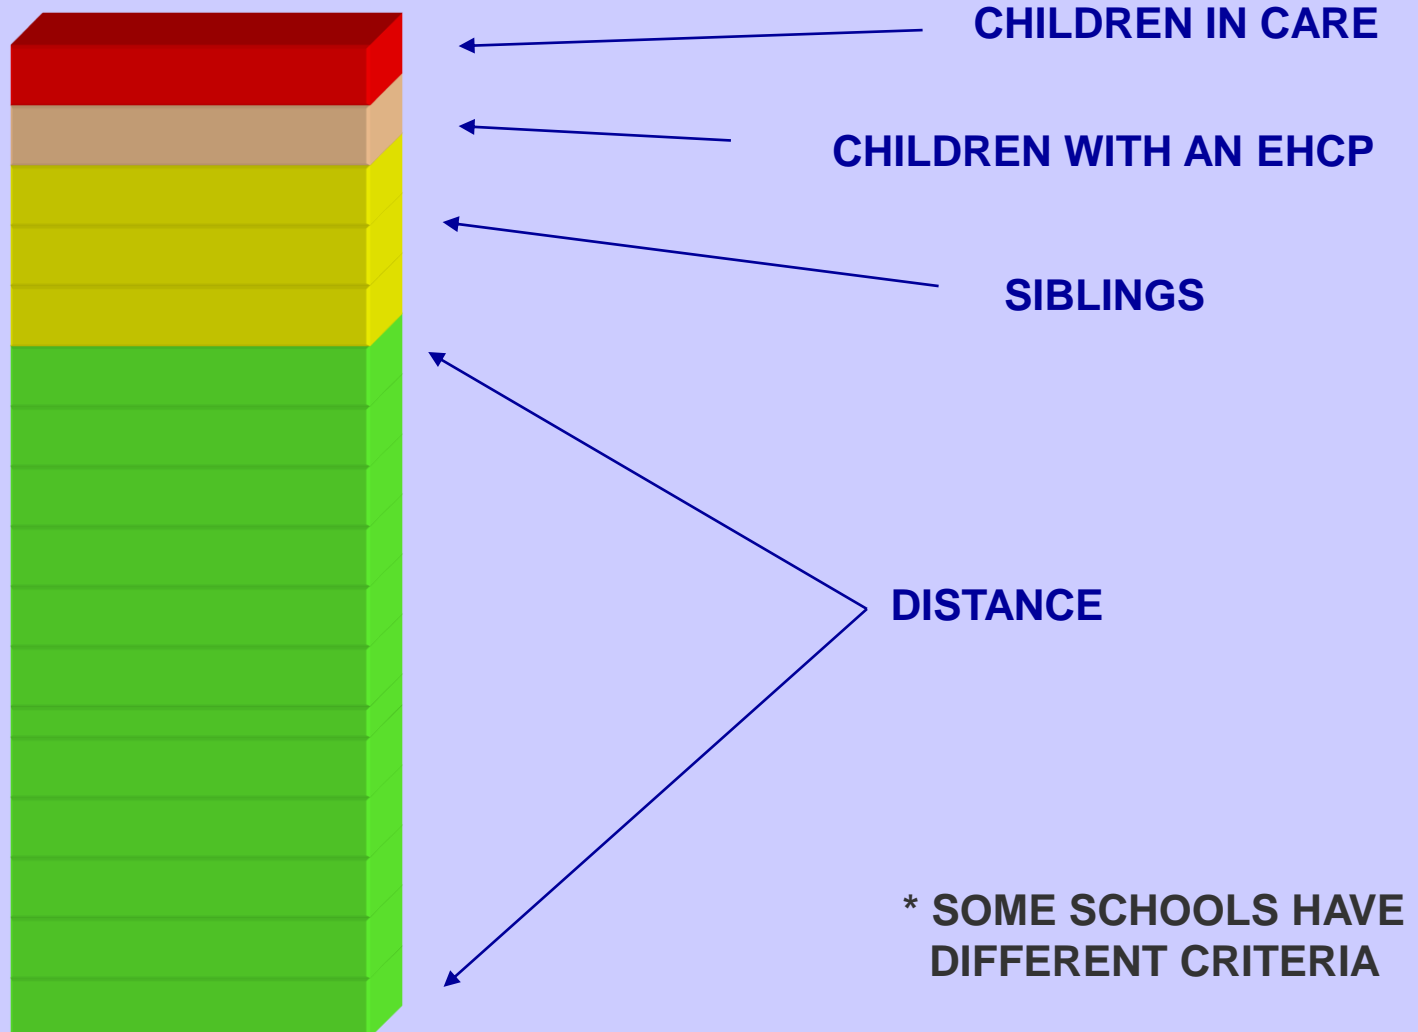 CHILDREN IN CARE
CHILDREN WITH AN EHCP
SIBLINGS
DISTANCE
* SOME SCHOOLS HAVE
DIFFERENT CRITERIA